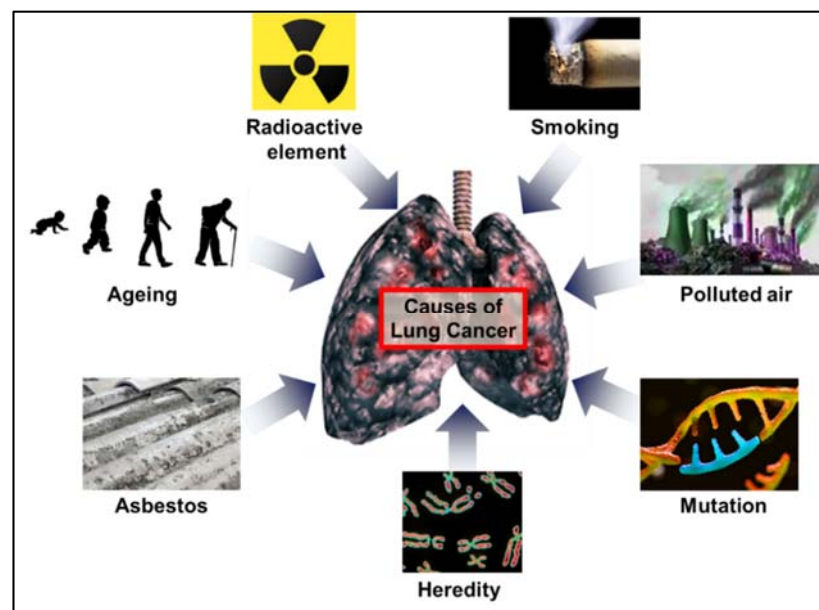 Radioactive
element
Smoking
Ageing
Polluted air
Causes of
Lung Cancer
Asbestos
Mutation
Heredity